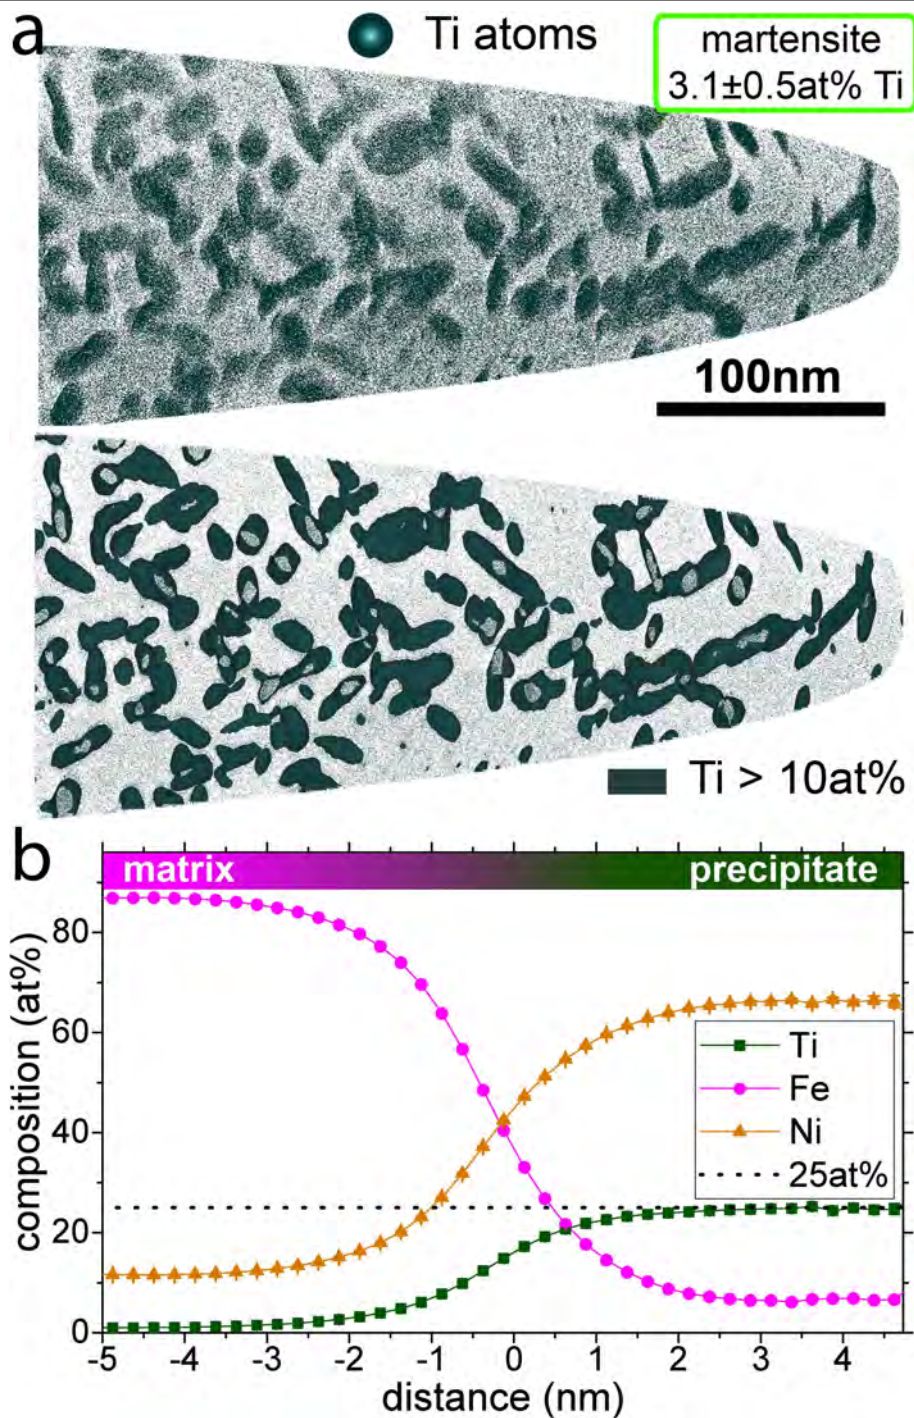 a
Ti atoms
martensite
3.1±0.5at% Ti
100nm
Ti > 10at%
b
matrix
precipitate
composition (at%)
80
60
40
20
0
Ti
Fe
Ni
25at%
-5 -4 -3 -2 -1 0 1 2 3 4
distance (nm)